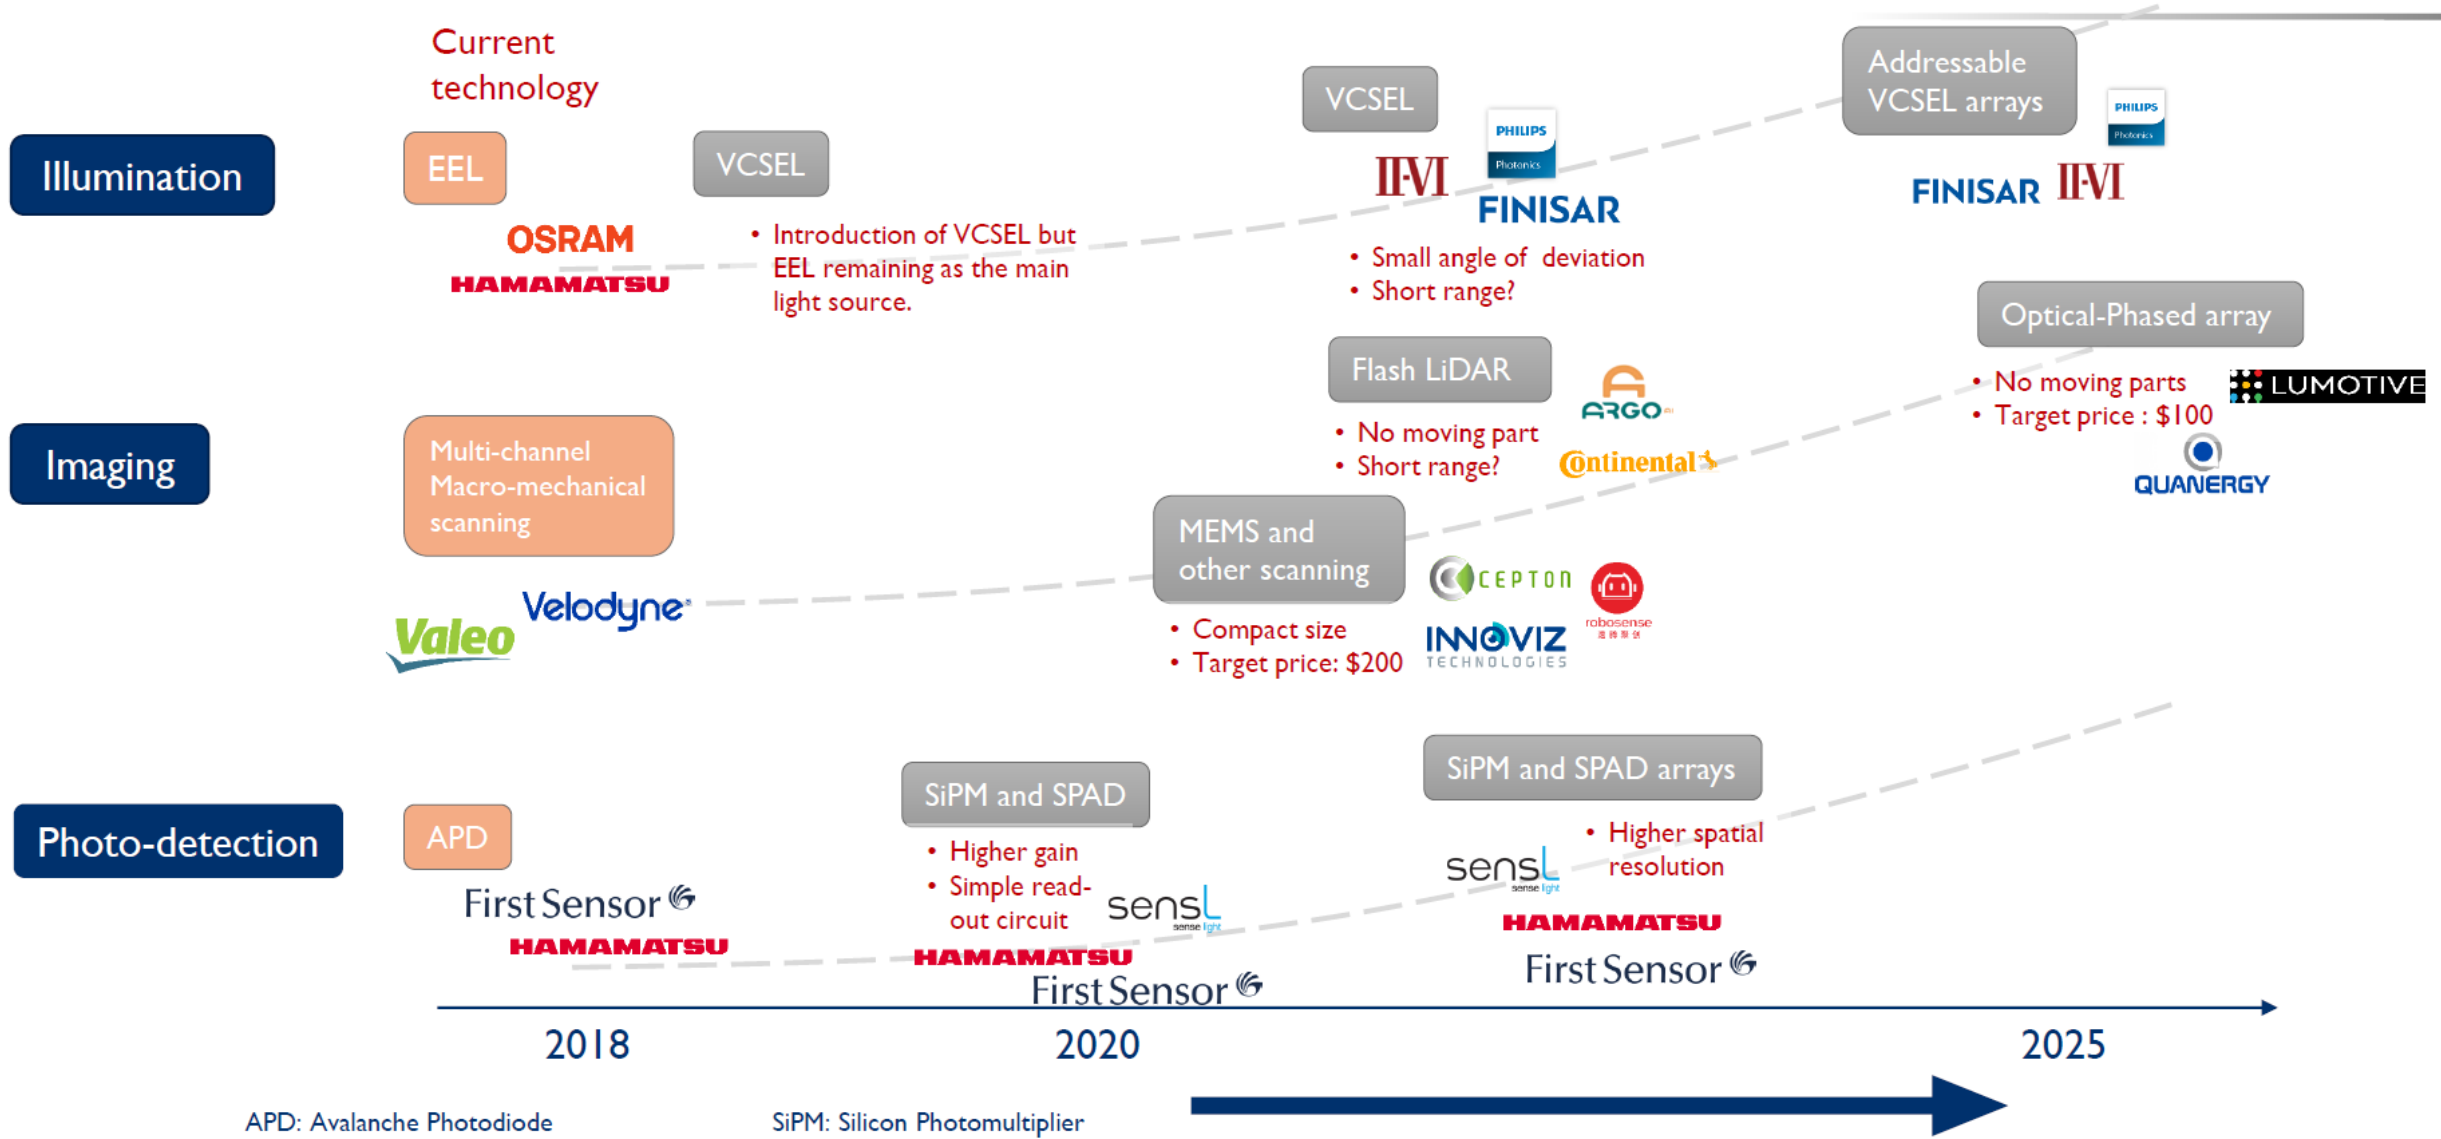 Current
technology
Illumination
EEL
OSRAM
HAMAMATSU
VCSEL
• Introduction of VCSEL but
EEL remaining as the main
light source.
VCSEL
II-VI
PHILIPS
Photonics
FINISAR
• Small angle of deviation
• Short range?
Addressable
VCSEL arrays
PHILIPS
Photonics
FINISAR
II-VI
Imaging
Multi-channel
Macro-mechanical
scanning
Valeo
Velodyne
MEMS and
other scanning
• Compact size
• Target price: $200
CEPTON
INNOVIZ
TECHNOLOGIES
robosense
Flash LiDAR
• No moving part
• Short range?
ARGO AI
Continental
Optical-Phased array
• No moving parts
• Target price : $100
LUMOTIVE
QUANERGY
Photo-detection
APD
First Sensor
HAMAMATSU
SiPM and SPAD
• Higher gain
• Simple read-
out circuit
sensL
sense light
HAMAMATSU
First Sensor
SiPM and SPAD arrays
• Higher spatial
resolution
sensL
sense light
HAMAMATSU
First Sensor
2018
2020
2025
APD: Avalanche Photodiode
SiPM: Silicon Photomultiplier